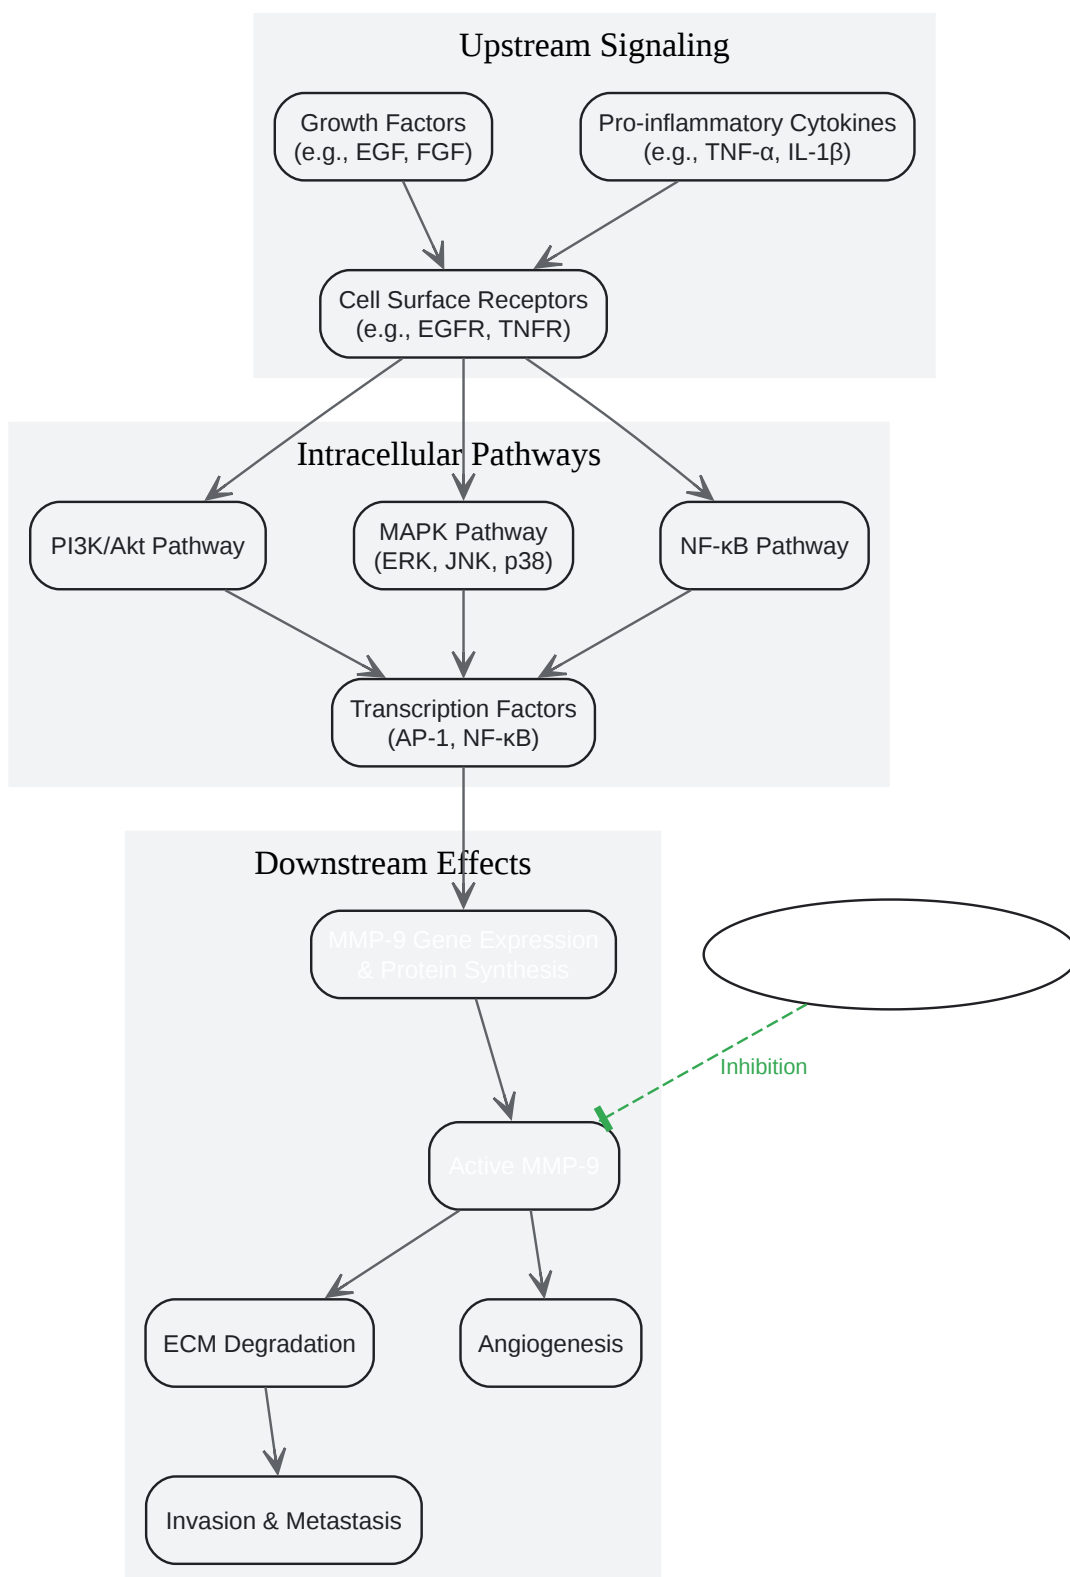 Upstream Signaling
Growth Factors
(e.g., EGF, FGF)
Pro-inflammatory Cytokines
(e.g., TNF-α, IL-1β)
Cell Surface Receptors
(e.g., EGFR, TNFR)
Intracellular Pathways
PI3K/Akt Pathway
MAPK Pathway
(ERK, JNK, p38)
NF-κB Pathway
Transcription Factors
(AP-1, NF-κB)
Downstream Effects
MMP-9 Gene Expression
& Protein Synthesis
Inhibition
Active MMP-9
ECM Degradation
Angiogenesis
Invasion & Metastasis